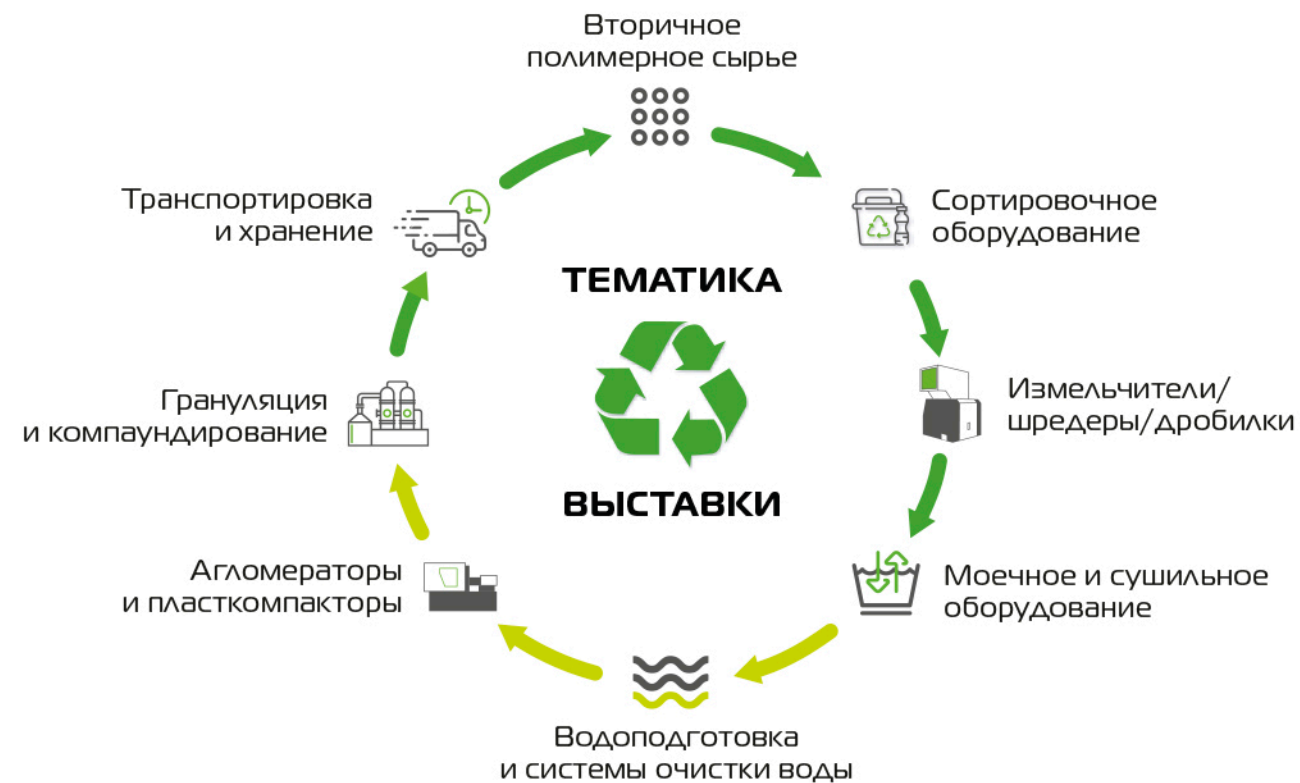 Вторичное
полимерное сырье
Транспортировка
и хранение
Сортировочное
оборудование
ТЕМАТИКА
Грануляция
и компаундирование
Измельчители/
шредеры/дробилки
ВЫСТАВКИ
Агломераторы
и пласткомпакторы
Моечное и сушильное
оборудование
Водоподготовка
и системы очистки воды